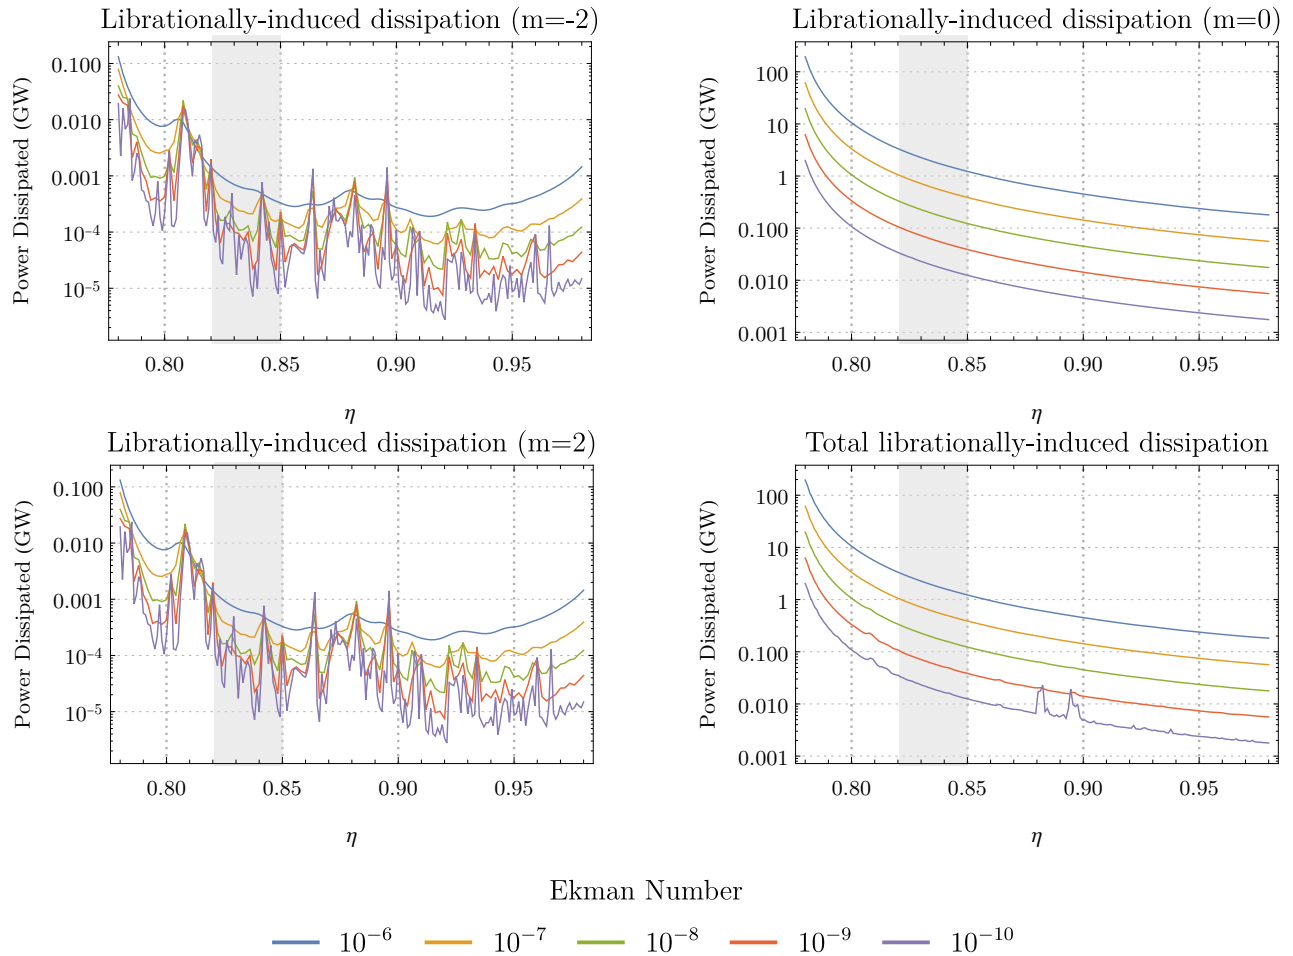 Librationally-induced dissipation (m=-2)
Power Dissipated (GW)
0.100
0.010
0.001
10⁻⁴
10⁻⁵
0.80 0.85 0.90 0.95
η
Librationally-induced dissipation (m=0)
Power Dissipated (GW)
100
10
1
0.100
0.010
0.001
0.80 0.85 0.90 0.95
η
Librationally-induced dissipation (m=2)
Power Dissipated (GW)
0.100
0.010
0.001
10⁻⁴
10⁻⁵
0.80 0.85 0.90 0.95
η
Total librationally-induced dissipation
Power Dissipated (GW)
100
10
1
0.100
0.010
0.001
0.80 0.85 0.90 0.95
η
Ekman Number
10⁻⁶ 10⁻⁷ 10⁻⁸ 10⁻⁹ 10⁻¹⁰